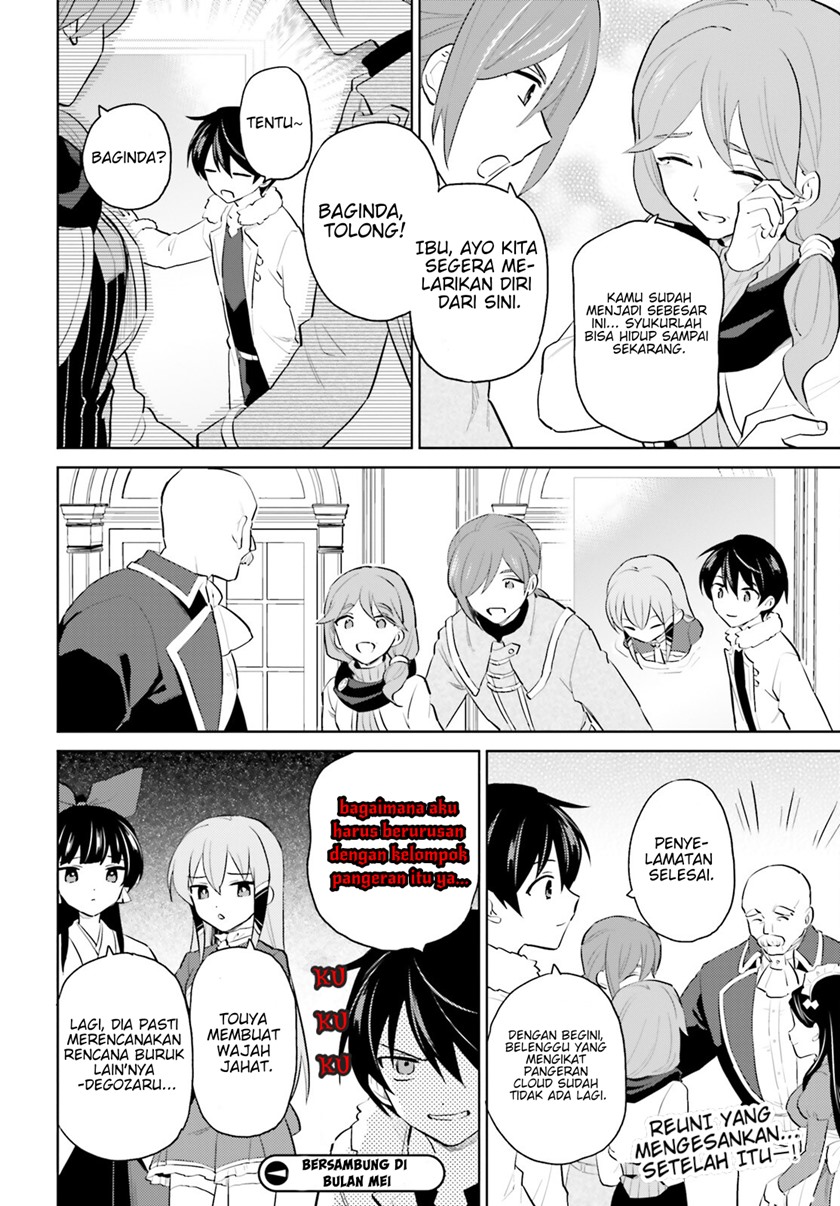 KAMU SUDAH
MENJADI SEBESAR
INI... SYUKURLAH
BISA HIDUP SAMPAI
SEKARANG.
IBU, AYO KITA
SEGERA ME-
LARIKAN DIRI
DARI SINI.
BAGINDA,
TOLONG!
TENTU~
BAGINDA?
PENYE-
LAMATAN
SELESAI.
DENGAN BEGINI,
BELENGGU YANG
MENGIKAT
PANGERAN
CLOUD SUDAH
TIDAK ADA LAGI.
REUNI YANG
MENGESANKAN...
SETELAH ITU—!!
bagaimana aku
harus berurusan
dengan kelompok
pangeran itu ya...
KU
KU
KU
TOUYA
MEMBUAT
WAJAH
JAHAT.
LAGI, DIA PASTI
MERENCANAKAN
RENCANA BURUK
LAIN'NYA
-DEGOZARU...
BERSAMBUNG DI
BULAN MEI